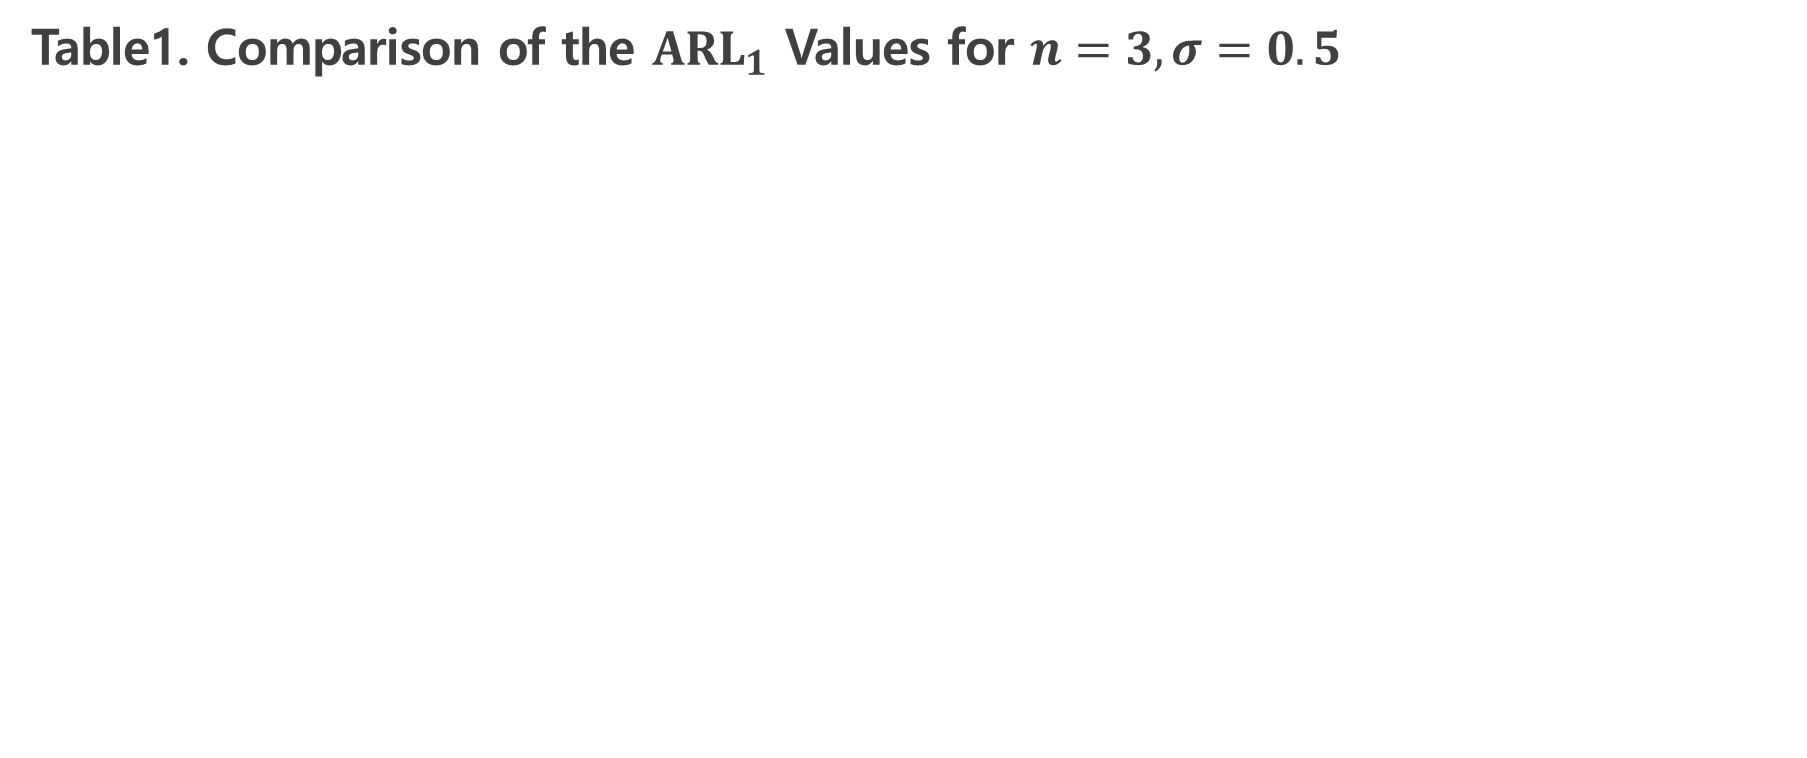 Table1. Comparison of the ARL₁ Values for n = 3, σ = 0.5